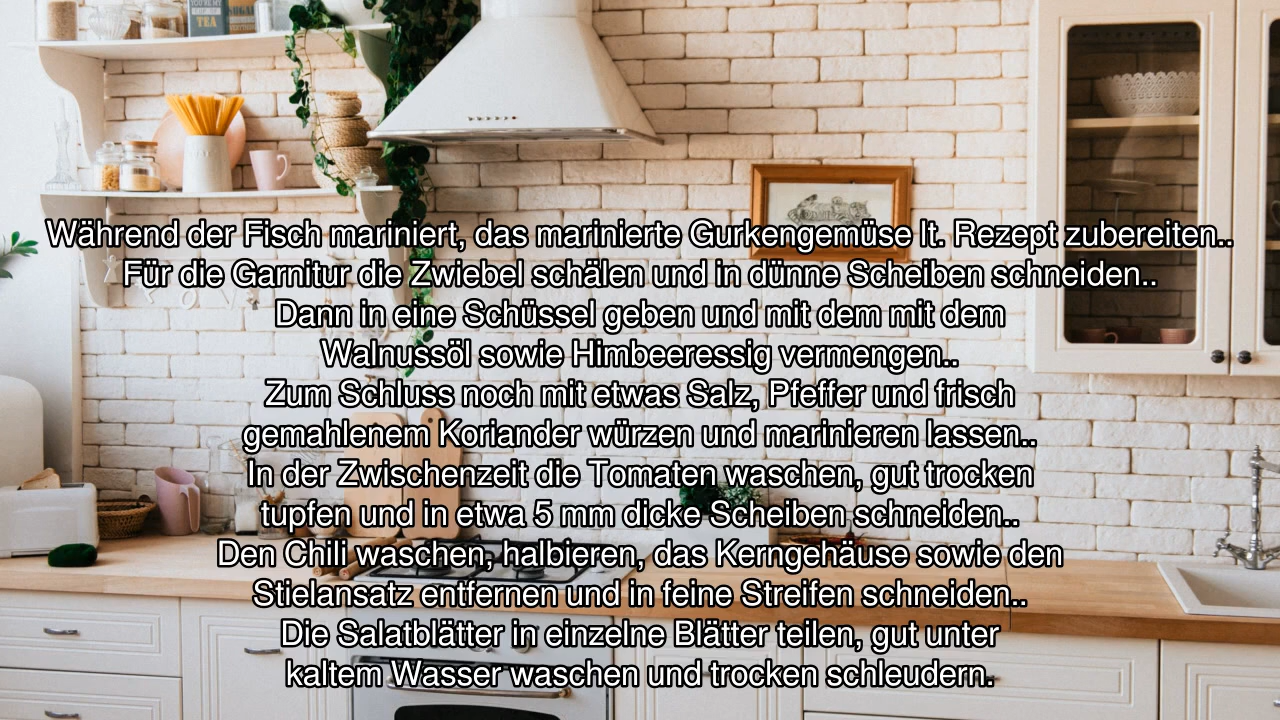 YOU'RE MY
TEA
SUGAR
Während der Fisch mariniert, das marinierte Gurkengemüse lt. Rezept zubereiten..
Für die Garnitur die Zwiebel schälen und in dünne Scheiben schneiden..
Dann in eine Schüssel geben und mit dem mit dem
Walnussöl sowie Himbeeressig vermengen..
Zum Schluss noch mit etwas Salz, Pfeffer und frisch
gemahlenem Koriander würzen und marinieren lassen..
In der Zwischenzeit die Tomaten waschen, gut trocken
tupfen und in etwa 5 mm dicke Scheiben schneiden..
Den Chili waschen, halbieren, das Kerngehäuse sowie den
Stielansatz entfernen und in feine Streifen schneiden..
Die Salatblätter in einzelne Blätter teilen, gut unter
kaltem Wasser waschen und trocken schleudern.